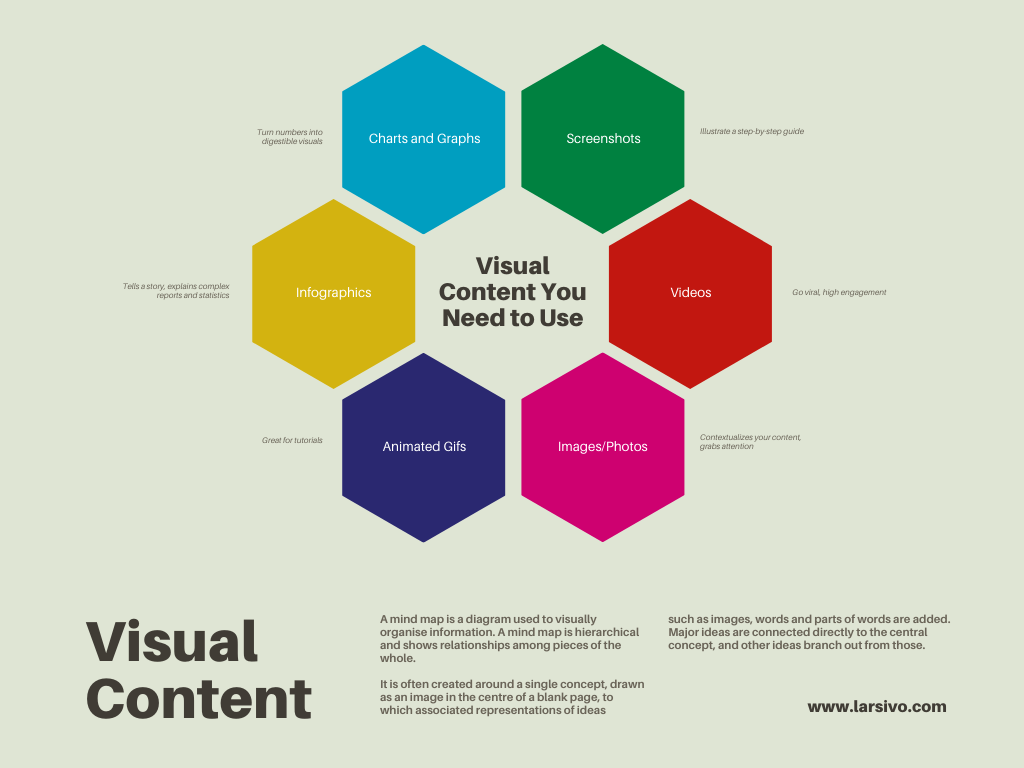 Charts and Graphs
Turn numbers into
digestible visuals
Screenshots
Illustrate a step-by-step guide
Infographics
Tells a story, explains complex
reports and statistics
Visual
Content You
Need to Use
Videos
Go viral, high engagement
Animated Gifs
Great for tutorials
Images/Photos
Contextualizes your content,
grabs attention
Visual
Content
A mind map is a diagram used to visually
organise information. A mind map is hierarchical
and shows relationships among pieces of the
whole.
It is often created around a single concept, drawn
as an image in the centre of a blank page, to
which associated representations of ideas
such as images, words and parts of words are added.
Major ideas are connected directly to the central
concept, and other ideas branch out from those.
www.larsivo.com